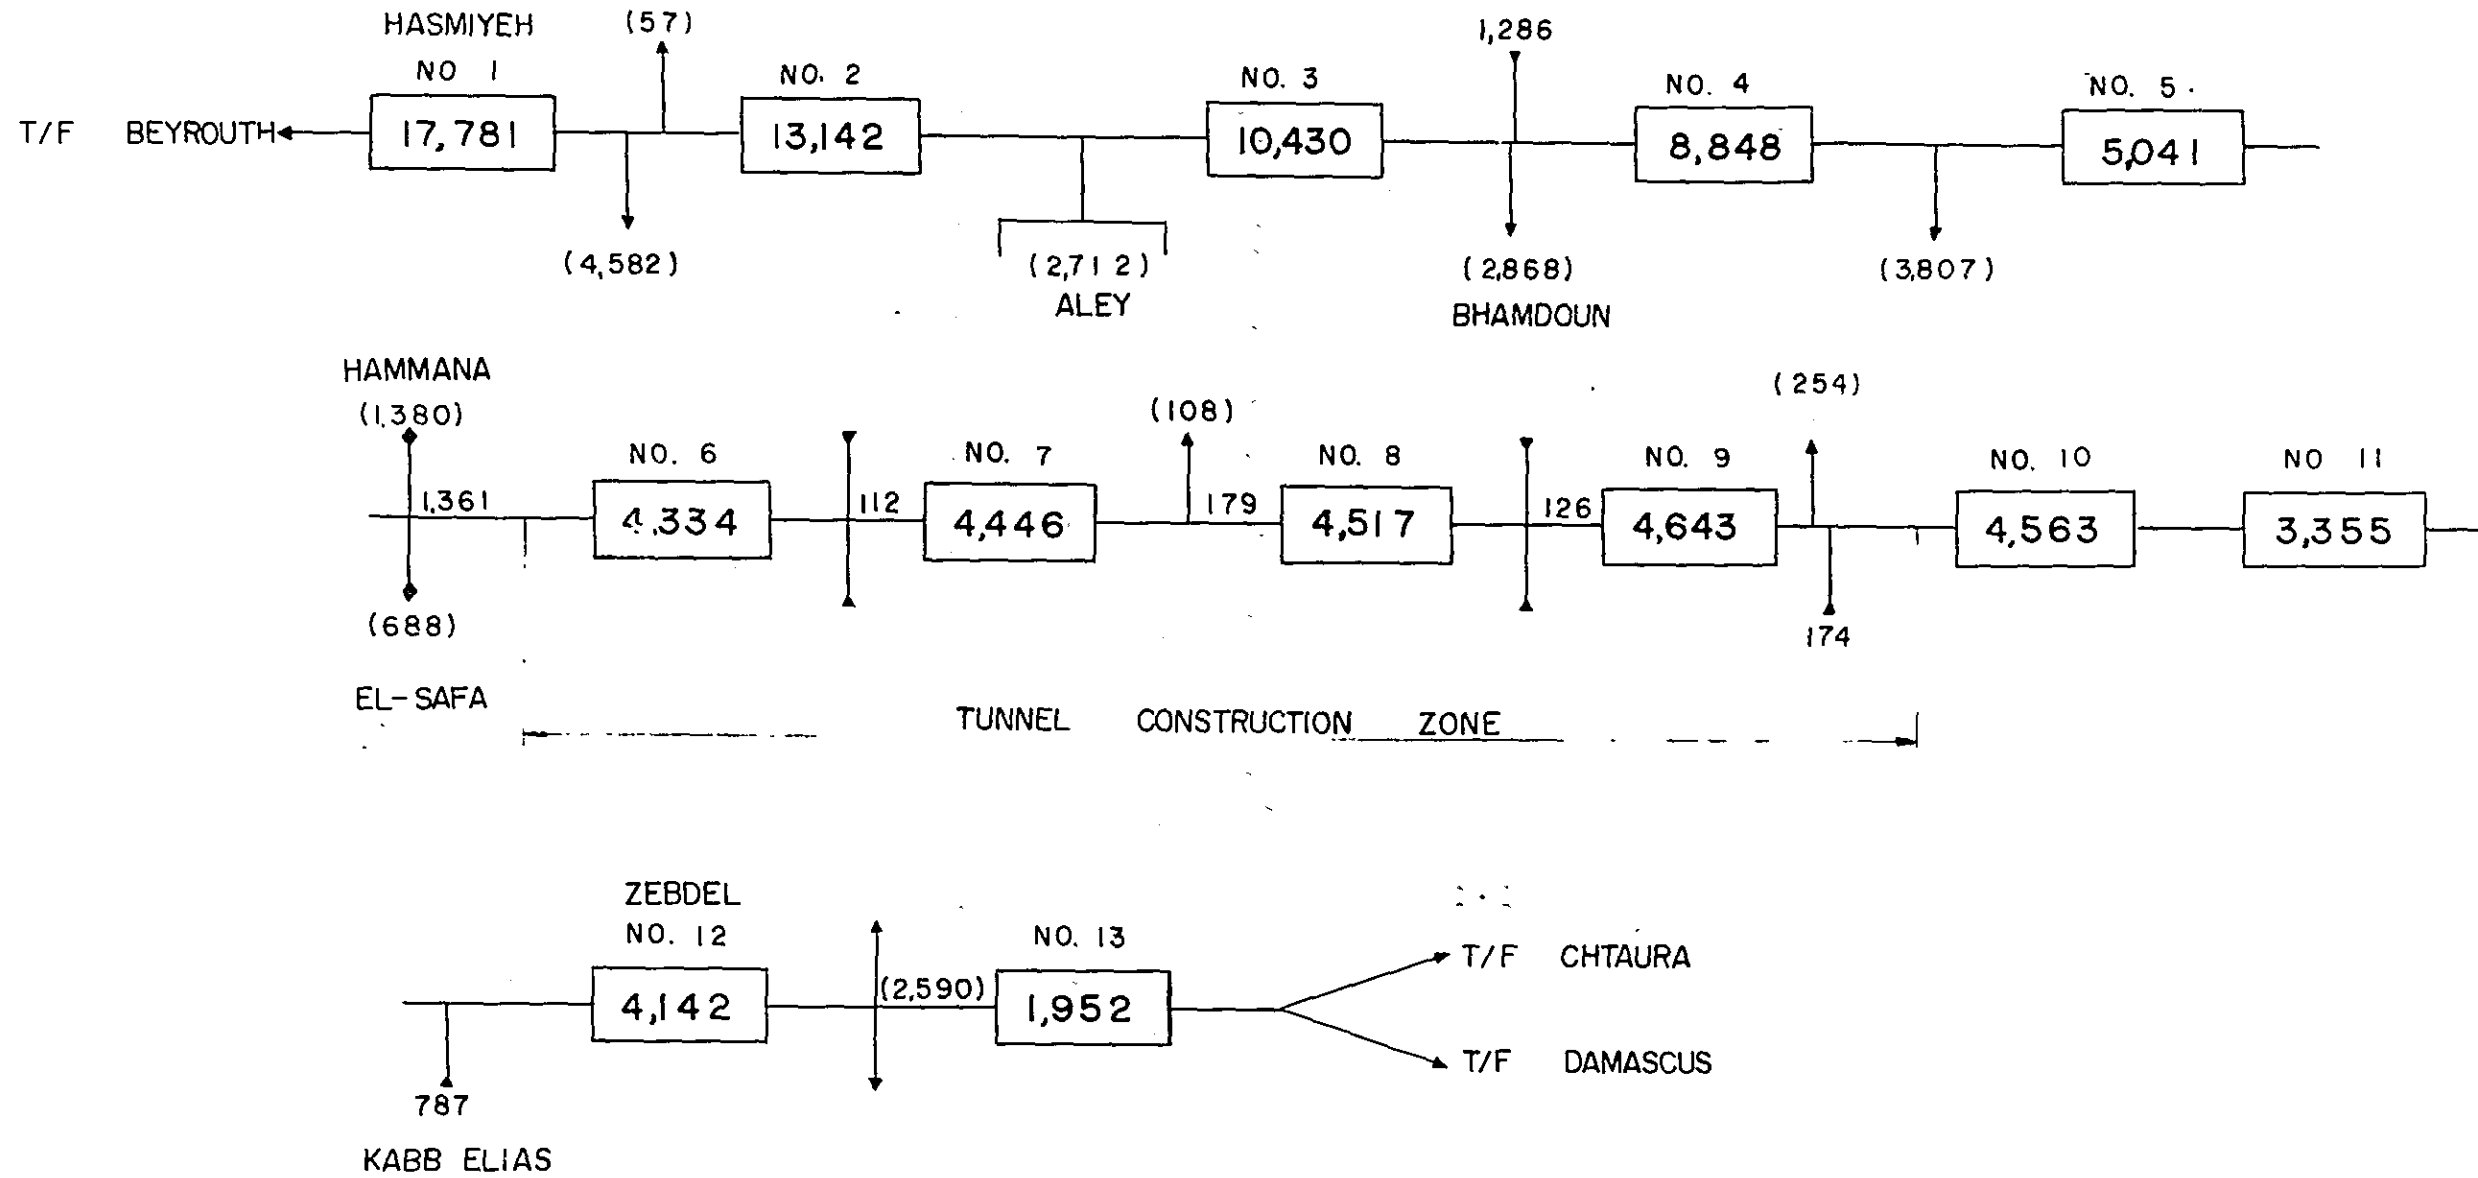 HASMIYEH
(57)
1,286
NO 1
NO. 2
NO. 3
NO. 4
NO. 5
T/F BEYROUTH
17,781
13,142
10,430
8,848
5,041
(4,582)
(2,712)
(2,868)
(3,807)
ALEY
BHAMDOUN
HAMMANA
(1,380)
(108)
(254)
NO. 6
NO. 7
NO. 8
NO. 9
NO. 10
NO 11
1,361
4,334
112
4,446
179
4,517
126
4,643
4,563
3,355
(688)
174
EL-SAFA
TUNNEL CONSTRUCTION ZONE
ZEBDEL
NO. 12
NO. 13
T/F CHTAURA
4,142
(2,590)
1,952
T/F DAMASCUS
787
KABB ELIAS